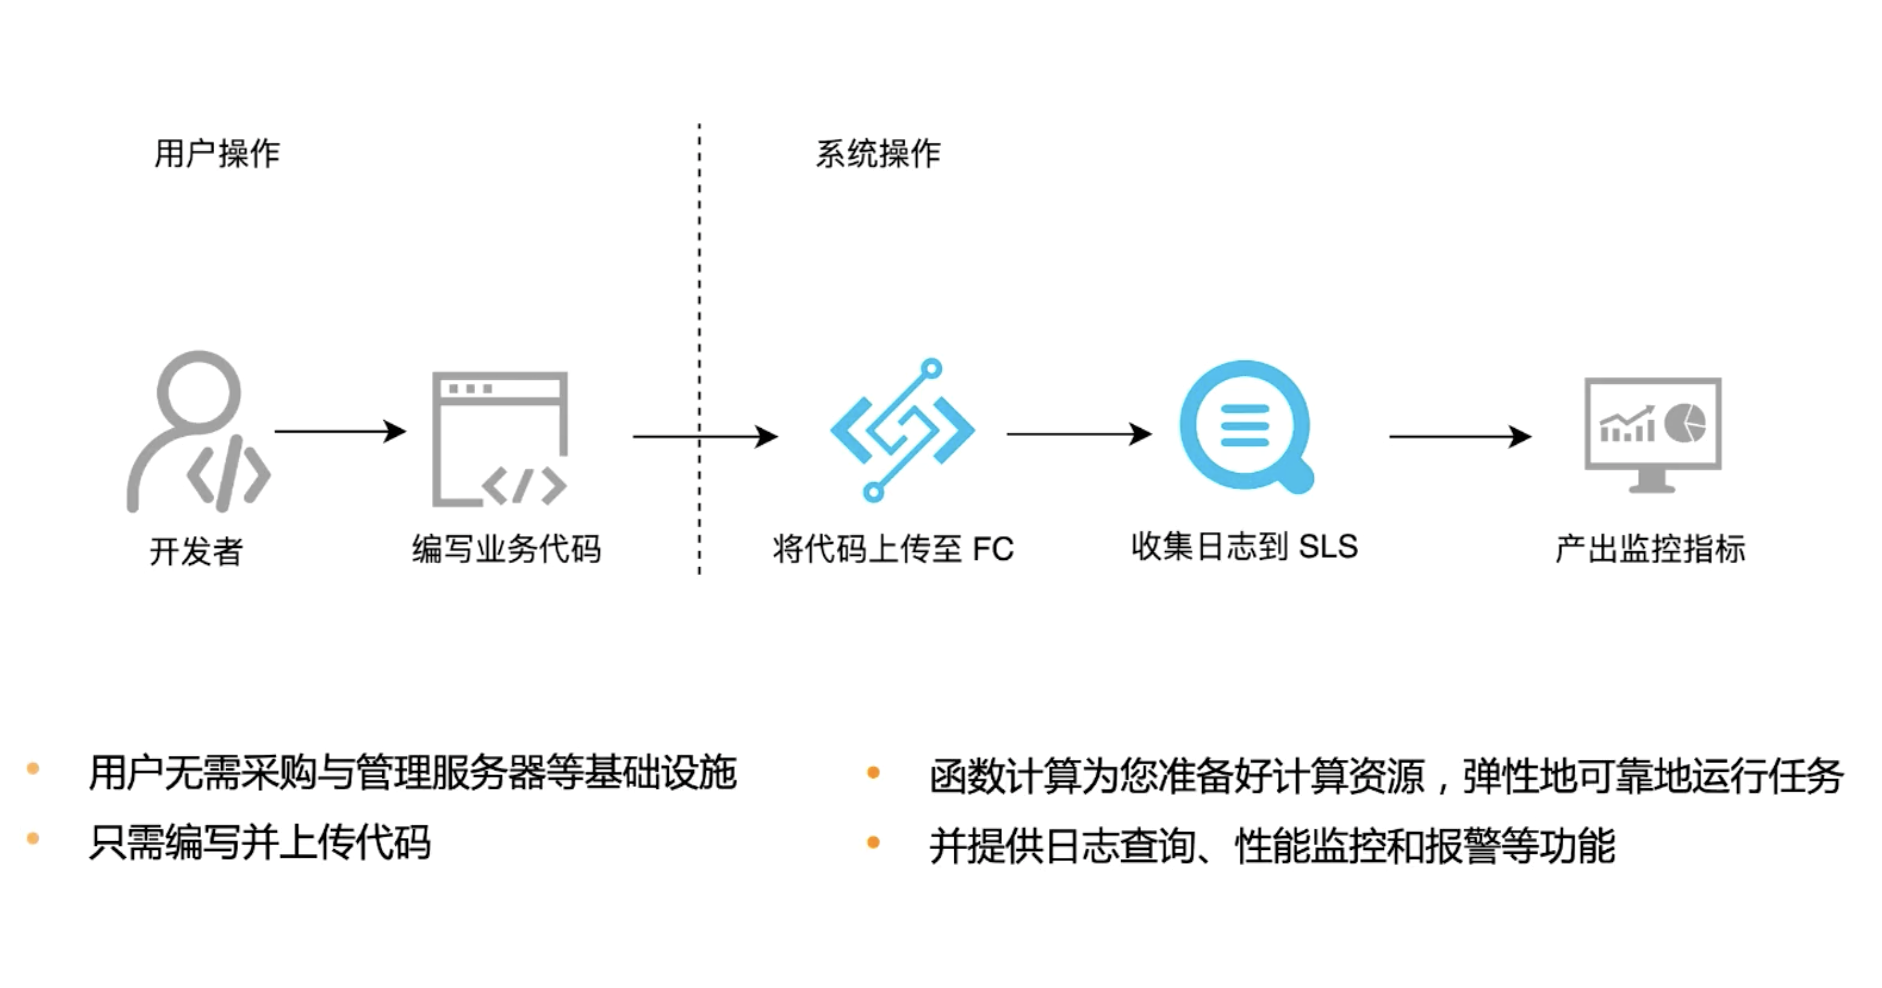 用户操作
系统操作
开发者
编写业务代码
将代码上传至 FC
收集日志到 SLS
产出监控指标
用户无需采购与管理服务器等基础设施
只需编写并上传代码
函数计算为您准备好计算资源，弹性地可靠地运行任务
并提供日志查询、性能监控和报警等功能